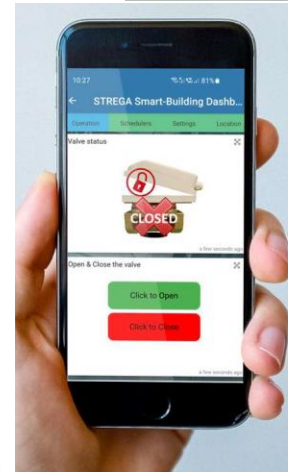 10:27
81%
STREGA Smart-Building Dashb...
Operation Schedulers Settings Location
Valve status
CLOSED
a few seconds ago
Open & Close the valve
Click to Open
Click to Close
a few seconds ago